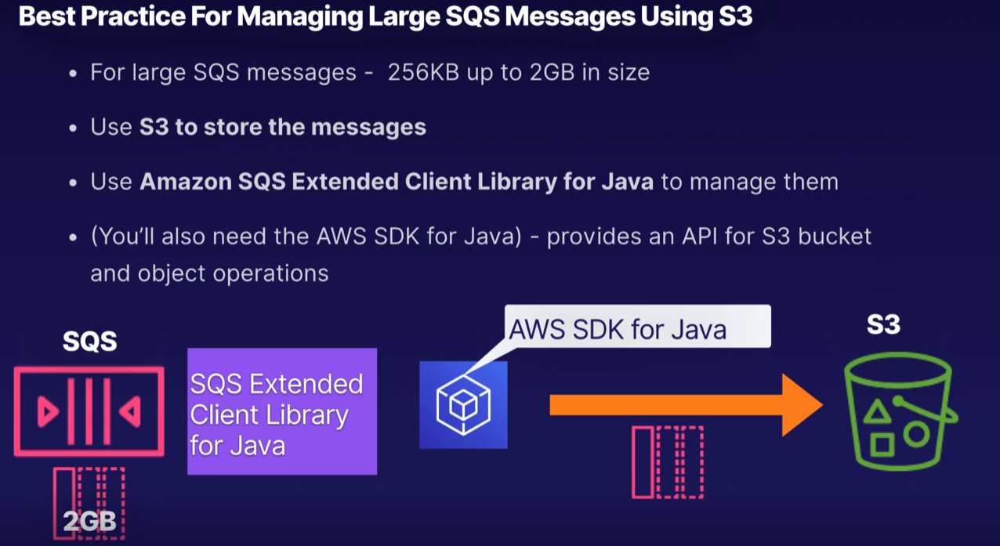 Best Practice For Managing Large SQS Messages Using S3
• For large SQS messages - 256KB up to 2GB in size
• Use S3 to store the messages
• Use Amazon SQS Extended Client Library for Java to manage them
• (You’ll also need the AWS SDK for Java) - provides an API for S3 bucket
and object operations
SQS
SQS Extended
Client Library
for Java
AWS SDK for Java
S3
2GB